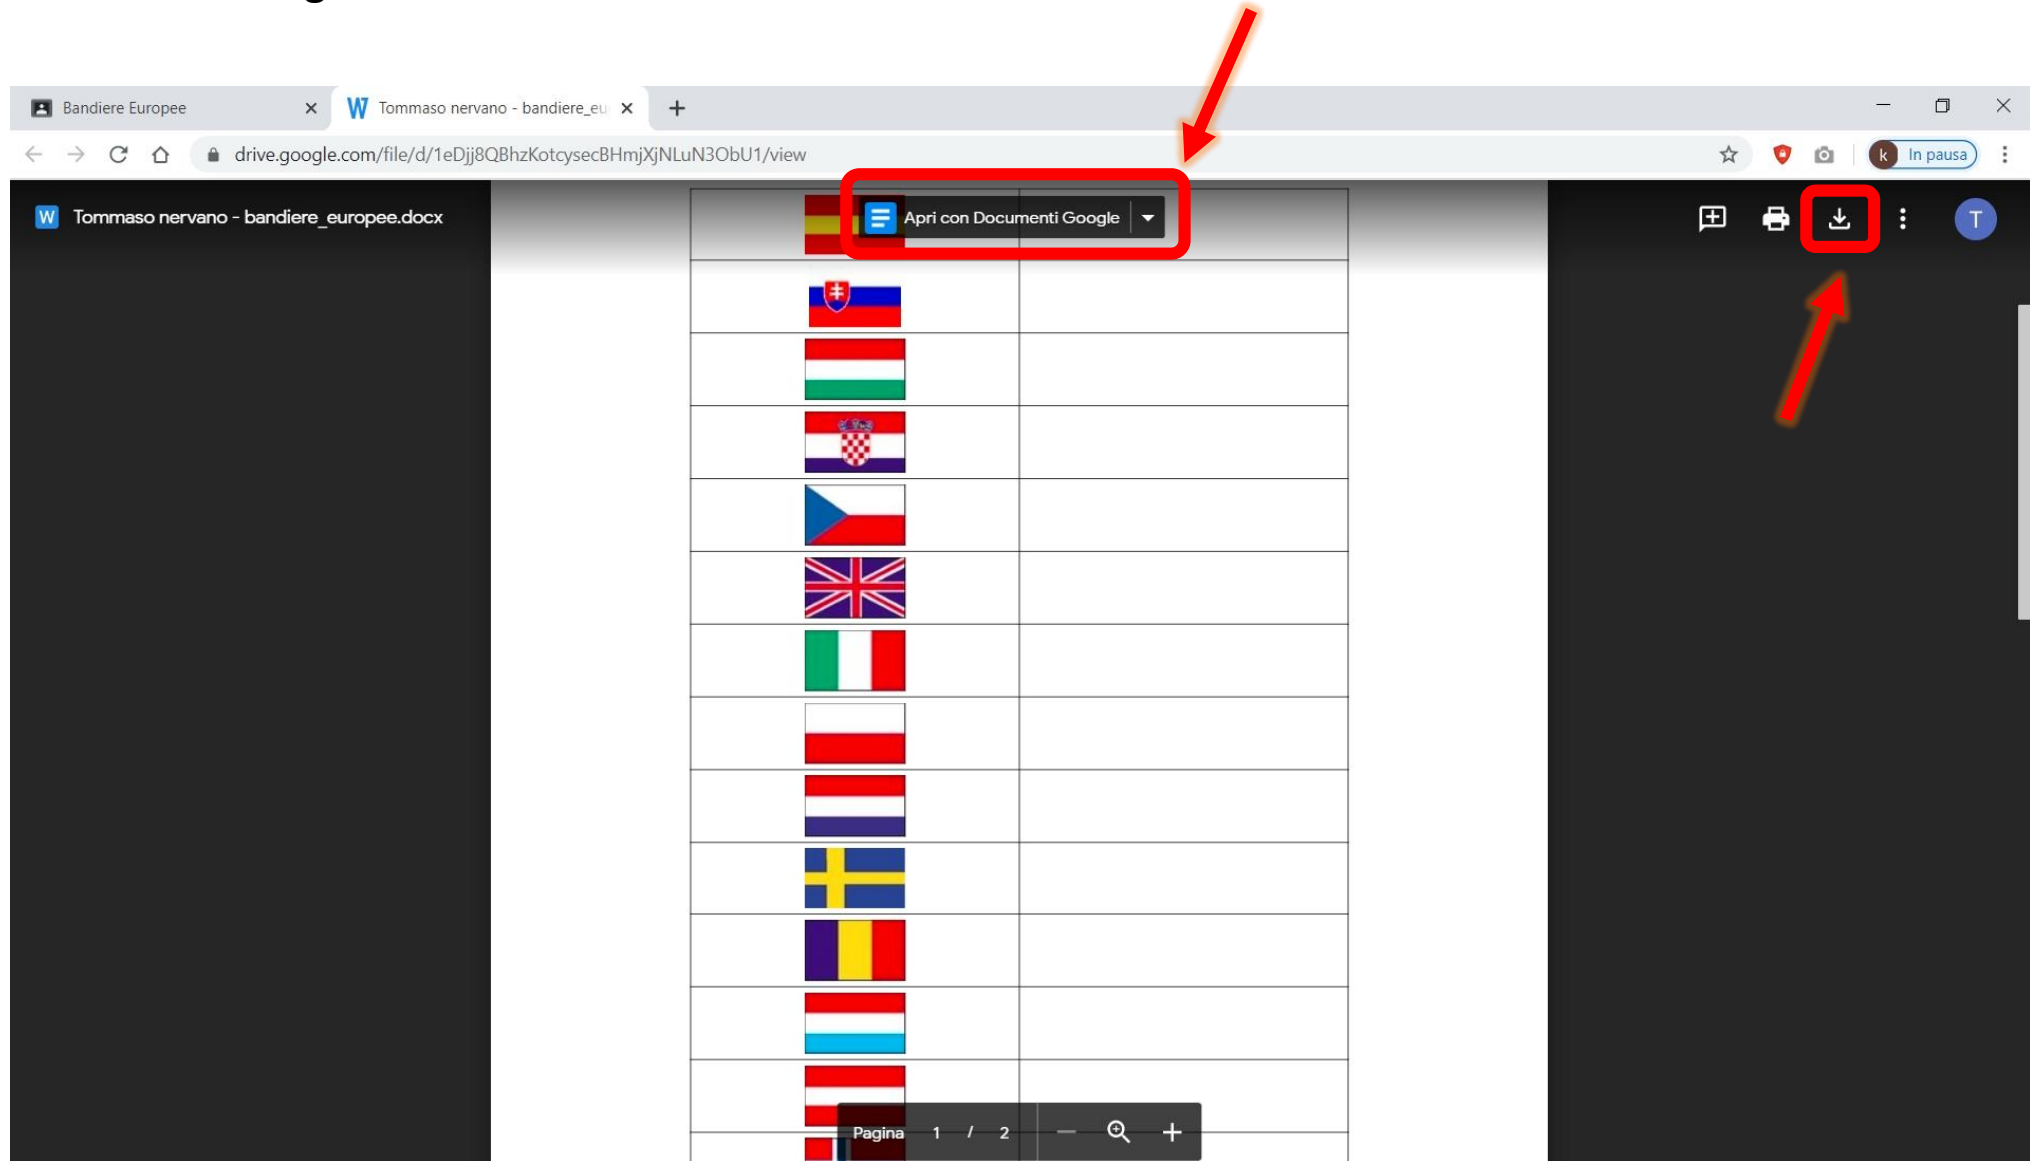 Bandiere Europee
Tommaso nervano - bandiere_eu
drive.google.com/file/d/1eDjj8QBhzKotcysecBHmjXjNLuN3ObU1/view
k In pausa
W Tommaso nervano - bandiere_europee.docx
Apri con Documenti Google
T
Pagina 1 / 2